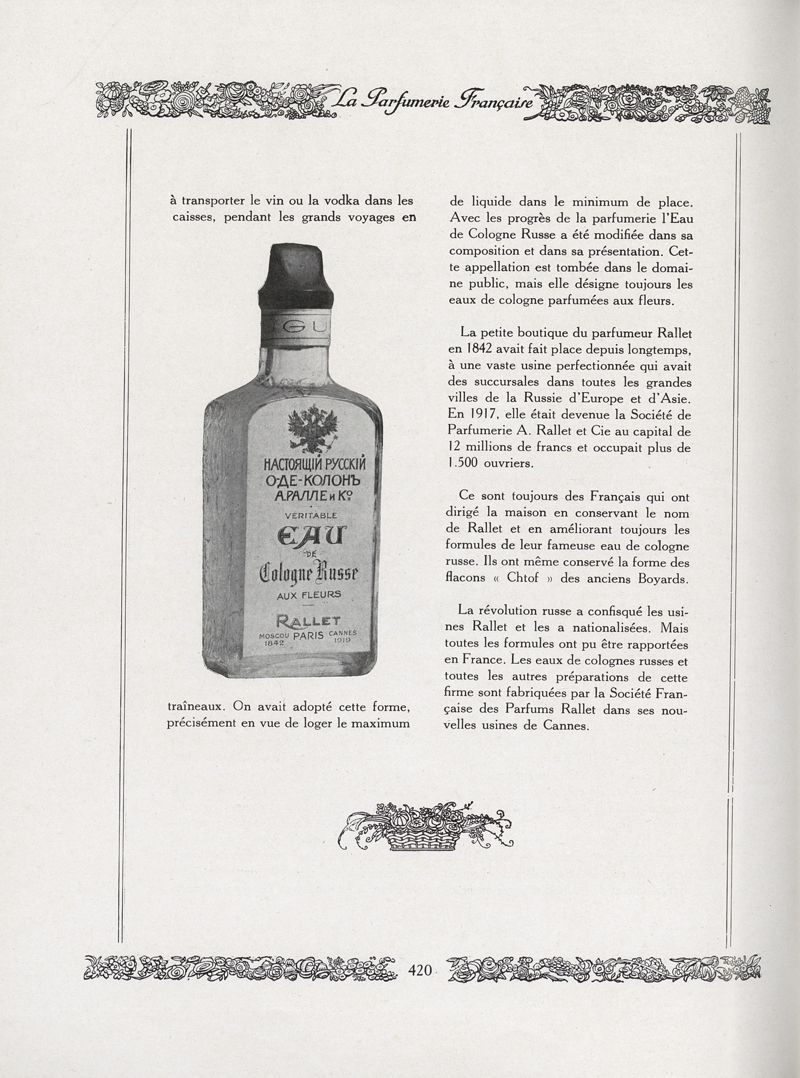 La Parfumerie Française
à transporter le vin ou la vodka dans les
caisses, pendant les grands voyages en
GU
НАСТОЯЩІЙ РУССКІЙ
О-ДЕ-КОЛОНЪ
А.РАЛЛЕ и Кº
VÉRITABLE
EAU
DE
Cologne Russe
AUX FLEURS
RALLET
MOSCOU PARIS CANNES
1842 1919
traîneaux. On avait adopté cette forme,
précisément en vue de loger le maximum
de liquide dans le minimum de place.
Avec les progrès de la parfumerie l'Eau
de Cologne Russe a été modifiée dans sa
composition et dans sa présentation. Cet-
te appellation est tombée dans le domai-
ne public, mais elle désigne toujours les
eaux de cologne parfumées aux fleurs.
La petite boutique du parfumeur Rallet
en 1842 avait fait place depuis longtemps,
à une vaste usine perfectionnée qui avait
des succursales dans toutes les grandes
villes de la Russie d'Europe et d'Asie.
En 1917, elle était devenue la Société de
Parfumerie A. Rallet et Cie au capital de
12 millions de francs et occupait plus de
1.500 ouvriers.
Ce sont toujours des Français qui ont
dirigé la maison en conservant le nom
de Rallet et en améliorant toujours les
formules de leur fameuse eau de cologne
russe. Ils ont même conservé la forme des
flacons « Chtof » des anciens Boyards.
La révolution russe a confisqué les usi-
nes Rallet et les a nationalisées. Mais
toutes les formules ont pu être rapportées
en France. Les eaux de colognes russes et
toutes les autres préparations de cette
firme sont fabriquées par la Société Fran-
çaise des Parfums Rallet dans ses nou-
velles usines de Cannes.
420